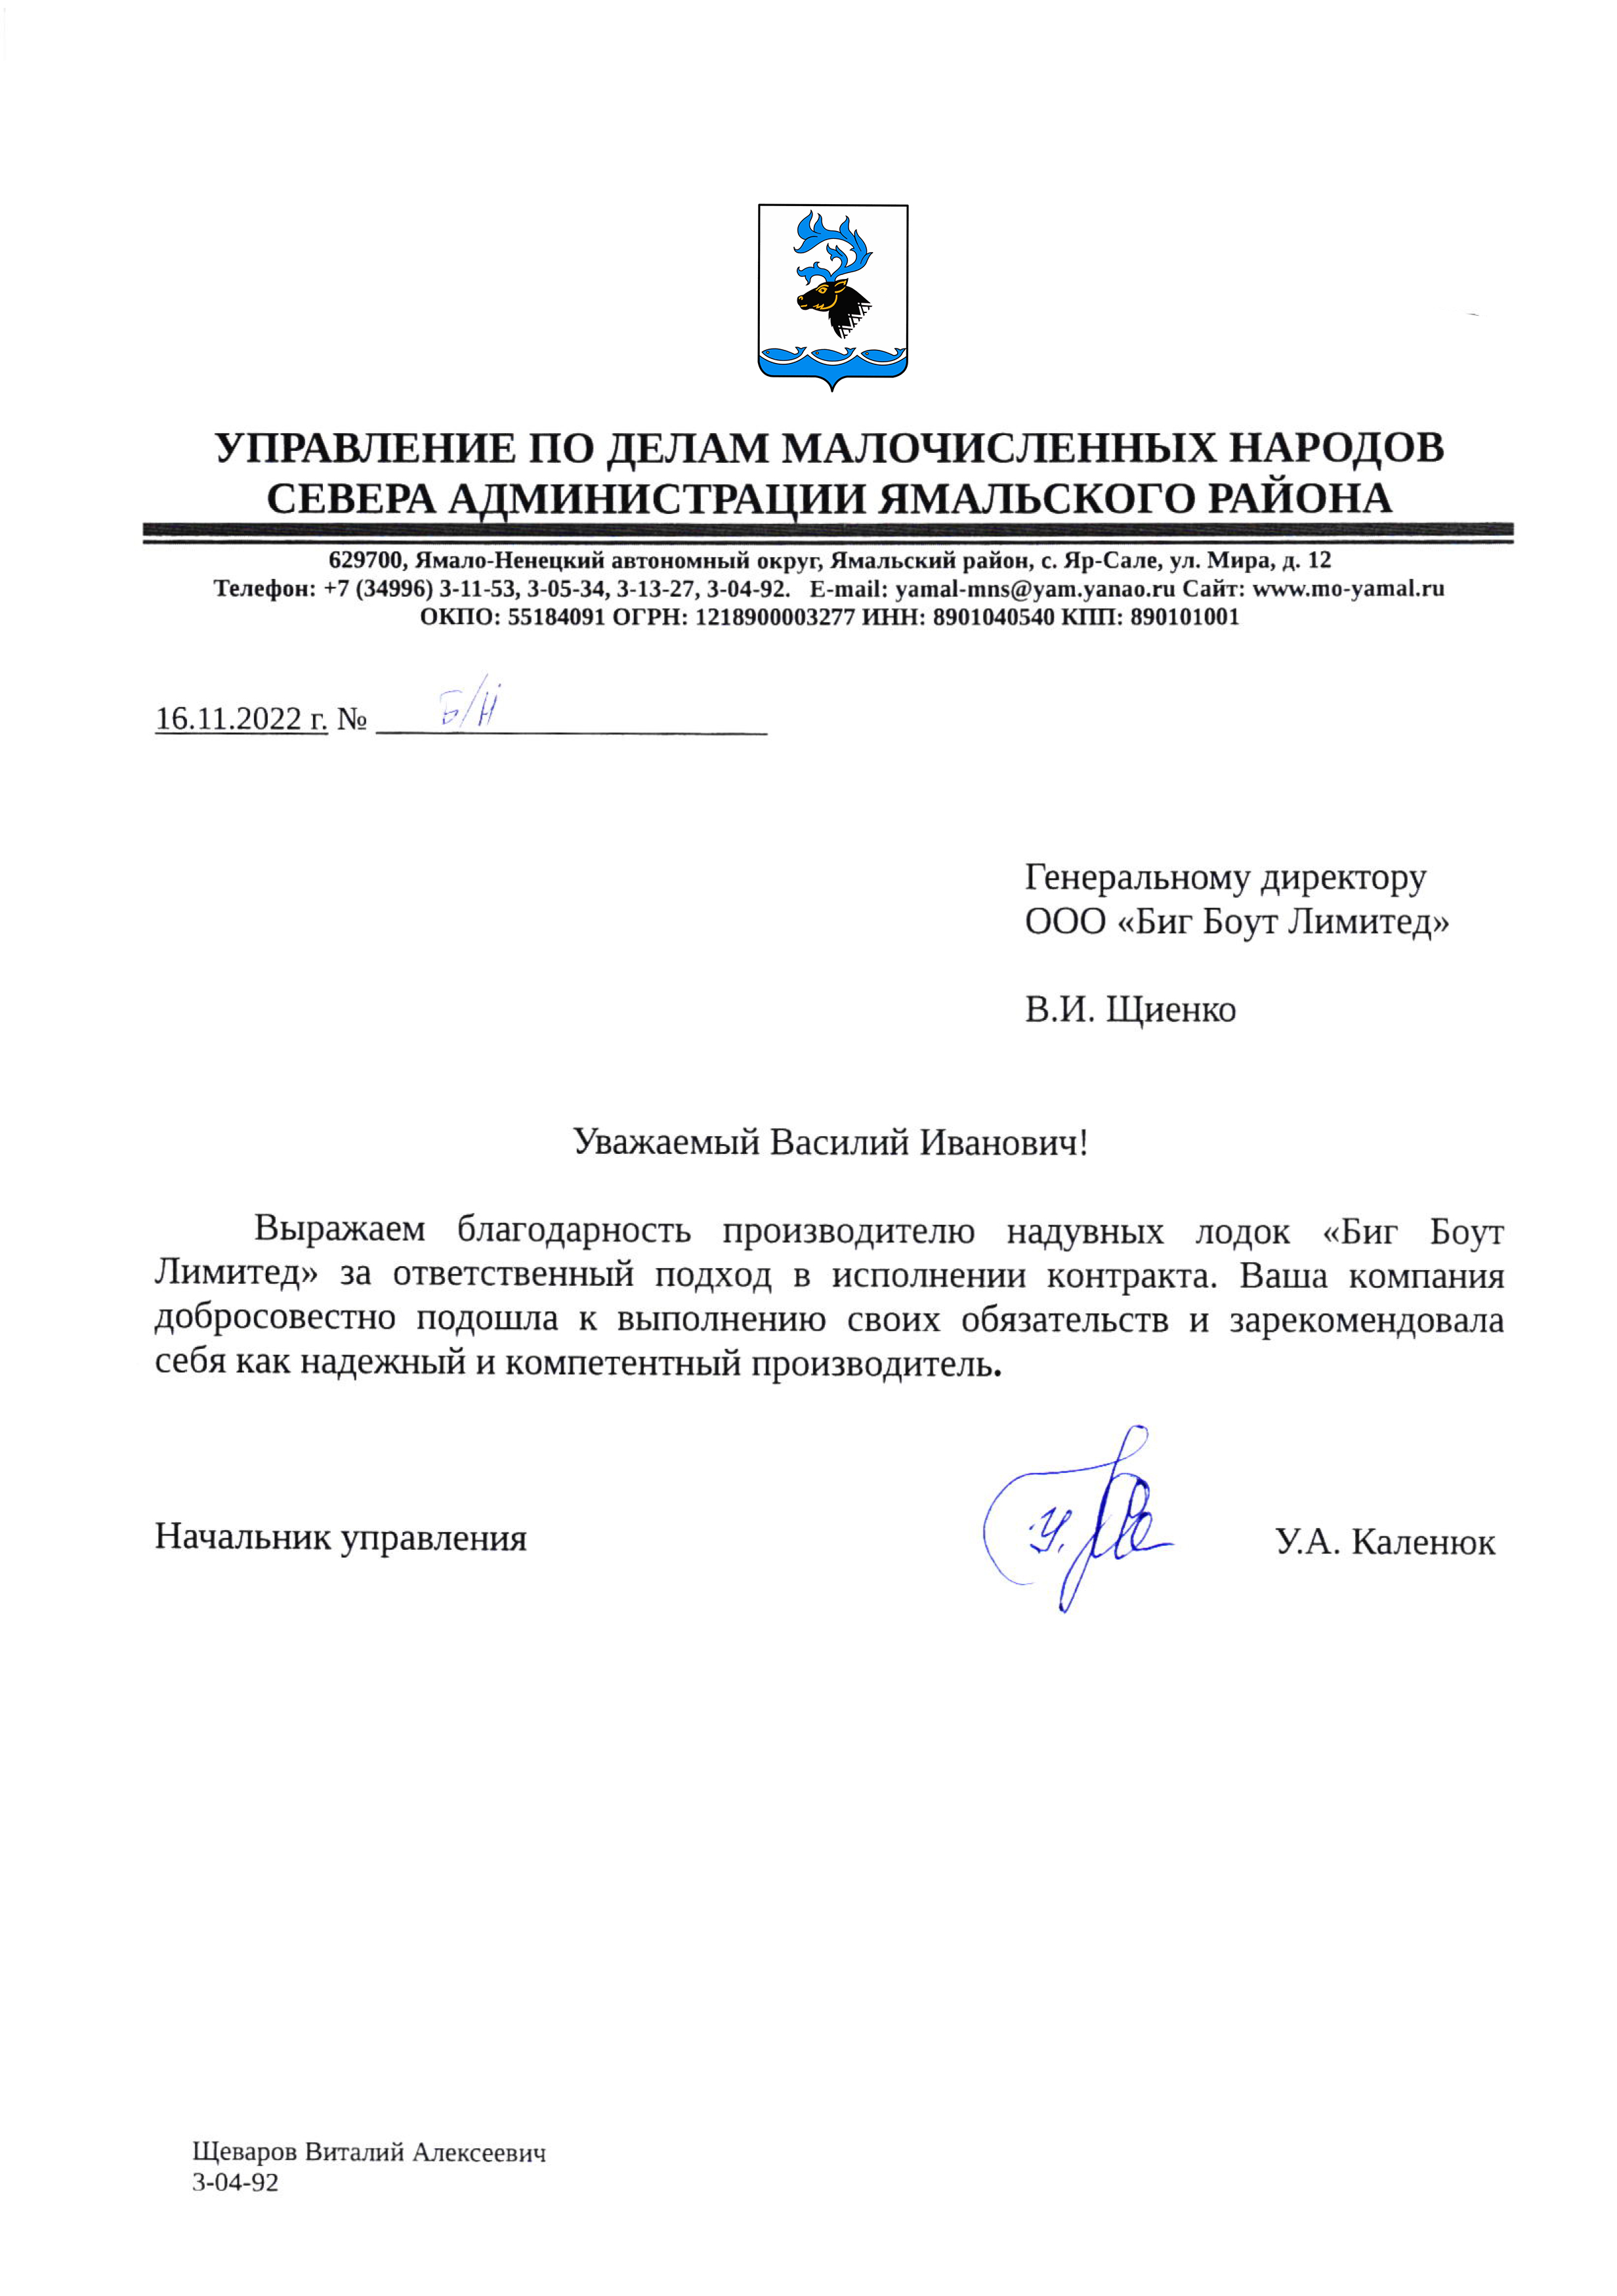 УПРАВЛЕНИЕ ПО ДЕЛАМ МАЛОЧИСЛЕННЫХ НАРОДОВ
СЕВЕРА АДМИНИСТРАЦИИ ЯМАЛЬСКОГО РАЙОНА
629700, Ямало-Ненецкий автономный округ, Ямальский район, с. Яр-Сале, ул. Мира, д. 12
Телефон: +7 (34996) 3-11-53, 3-05-34, 3-13-27, 3-04-92. E-mail: yamal-mns@yam.yanao.ru Сайт: www.mo-yamal.ru
ОКПО: 55184091 ОГРН: 1218900003277 ИНН: 8901040540 КПП: 890101001
16.11.2022 г. № Б/Н
Генеральному директору
ООО «Биг Боут Лимитед»
В.И. Щиенко
Уважаемый Василий Иванович!
Выражаем благодарность производителю надувных лодок «Биг Боут
Лимитед» за ответственный подход в исполнении контракта. Ваша компания
добросовестно подошла к выполнению своих обязательств и зарекомендовала
себя как надежный и компетентный производитель.
Начальник управления У.А. Каленюк
Щеваров Виталий Алексеевич
3-04-92